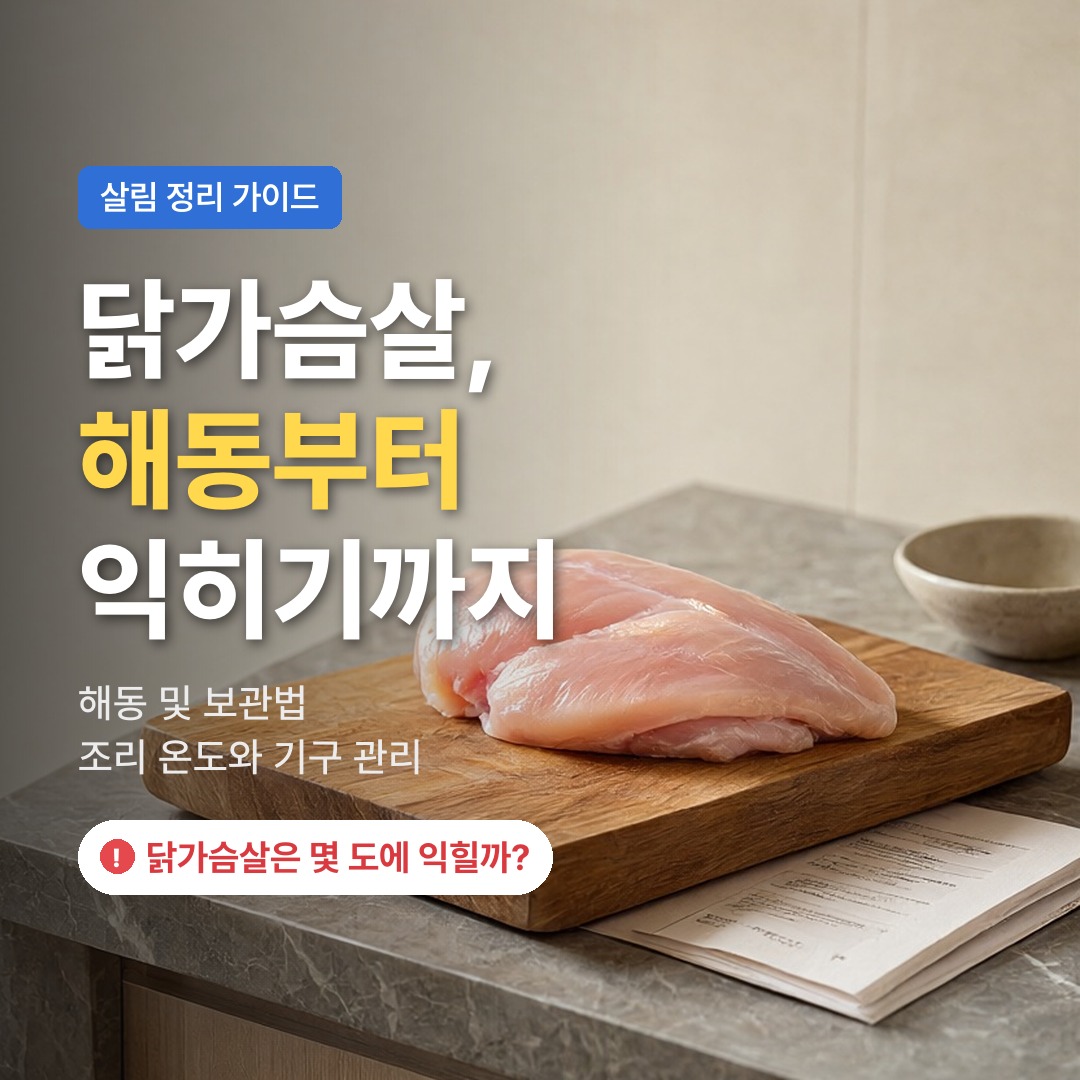 살림 정리 가이드
닭가슴살,
해동부터
익히기까지
해동 및 보관법
조리 온도와 기구 관리
! 닭가슴살은 몇 도에 익힐까?